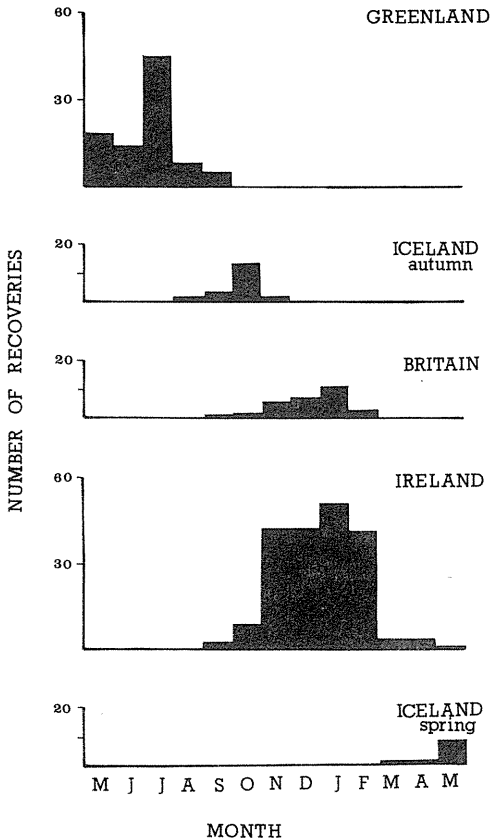 60
GREENLAND
30
20
ICELAND
autumn
20
BRITAIN
NUMBER OF RECOVERIES
60
IRELAND
30
20
ICELAND
spring
M J J A S O N D J F M A M
MONTH